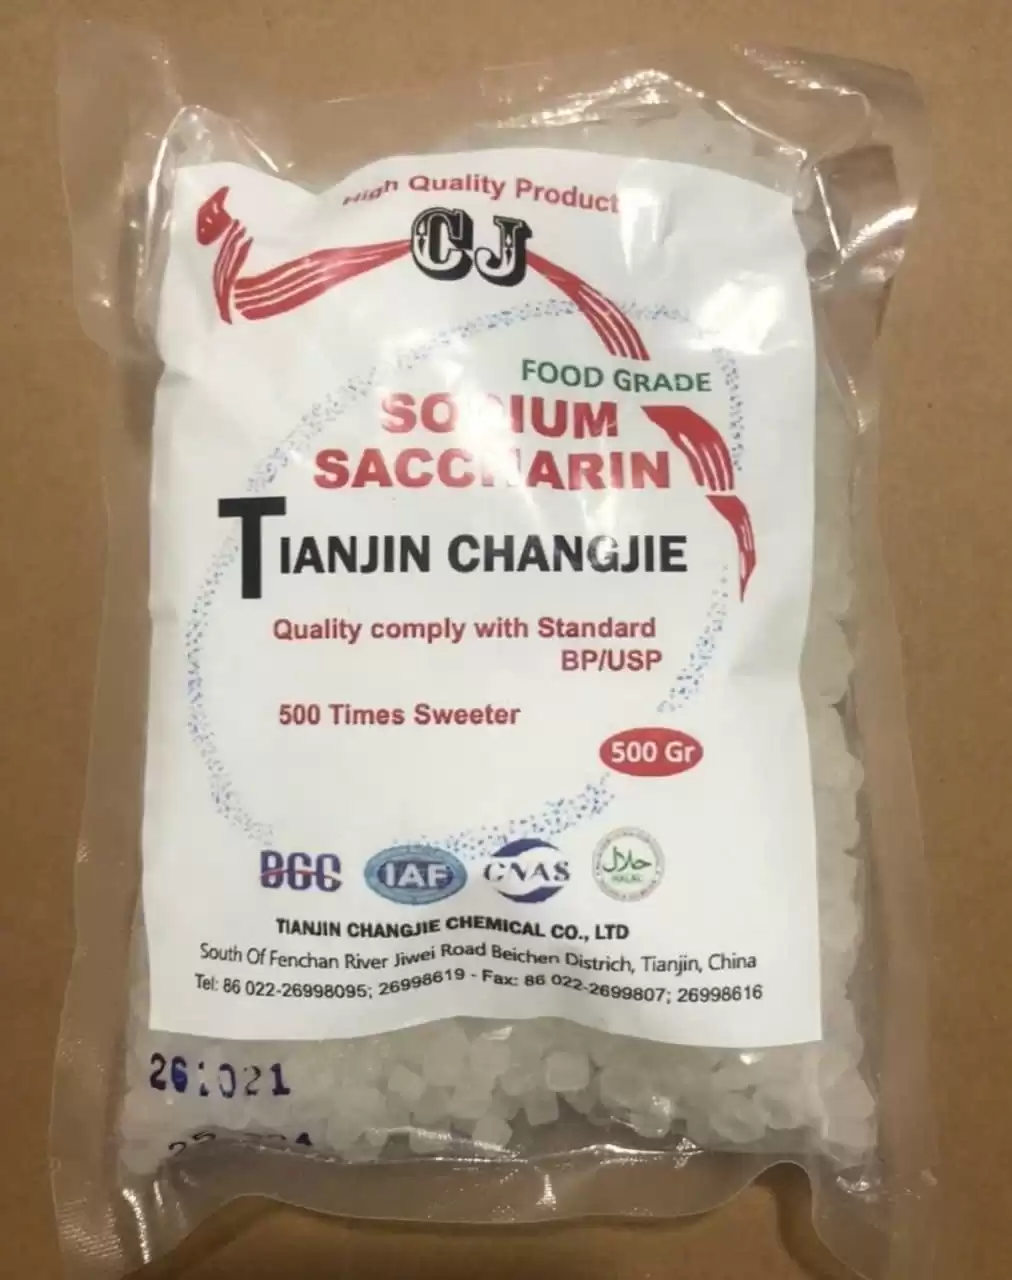 High Quality Product
CJ
FOOD GRADE
SODIUM
SACCHARIN
TIANJIN CHANGJIE
Quality comply with Standard
BP/USP
500 Times Sweeter
500 Gr
IAF
CNAS
حلال
HALAL
TIANJIN CHANGJIE CHEMICAL CO., LTD
South Of Fenchan River Jiwei Road Beichen Districh, Tianjin, China
Tel: 86 022-26998095; 26998619 - Fax: 86 022-2699807; 26998616
261021